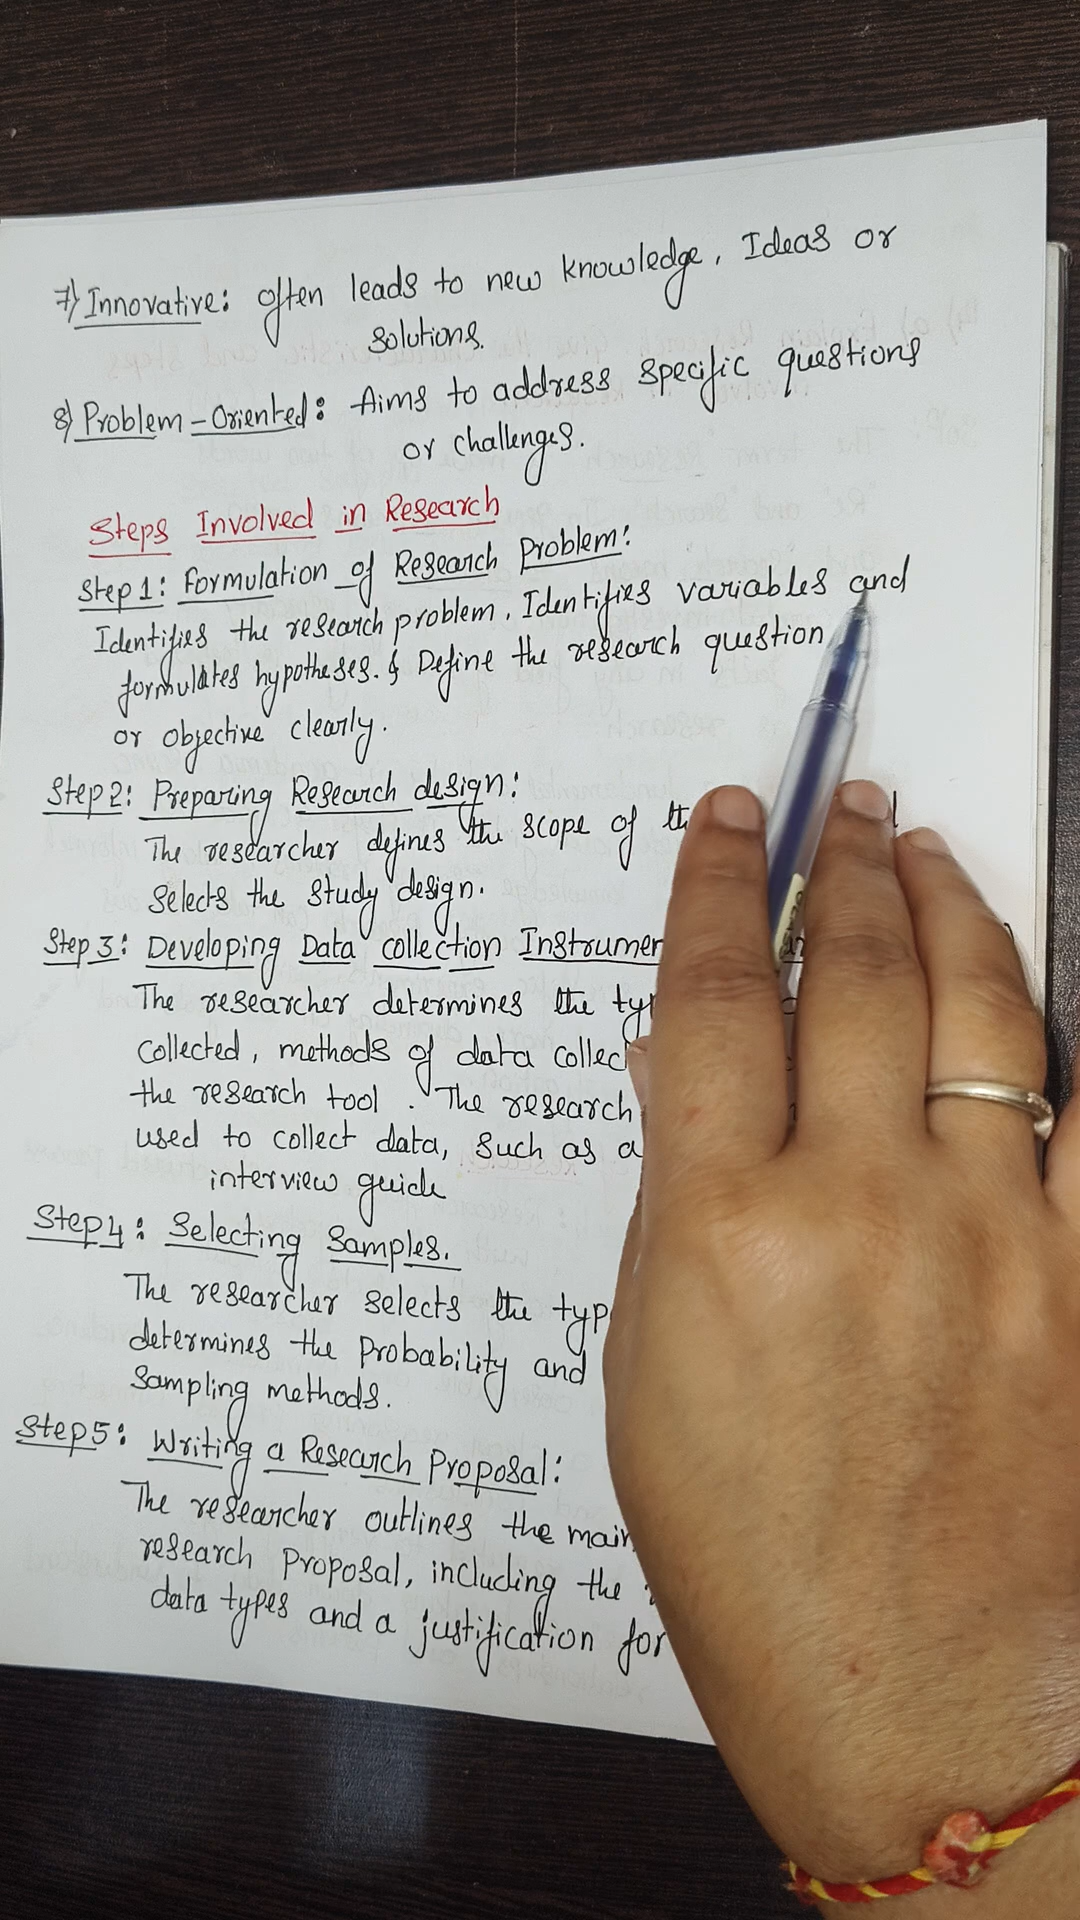 7) Innovative: often leads to new knowledge, Ideas or
solutions.
8) Problem-Oriented: Aims to address specific questions
or challenges.
Steps Involved in Research
Step 1: Formulation of Research Problem:
Identifies the research problem, Identifies variables and
formulates hypotheses. & Define the research question
or objective clearly.
Step 2: Preparing Research design:
The researcher defines the scope of
selects the study design.
Step 3: Developing Data collection
The researcher determines the
collected, methods of data
the research tool. The research
used to collect data, such as a
interview guide
Step 4: Selecting Samples.
The researcher selects the
determines the Probability and
Sampling methods.
Step 5: Writing a Research Proposal:
The researcher outlines the main
research Proposal, including the
data types and a justification for